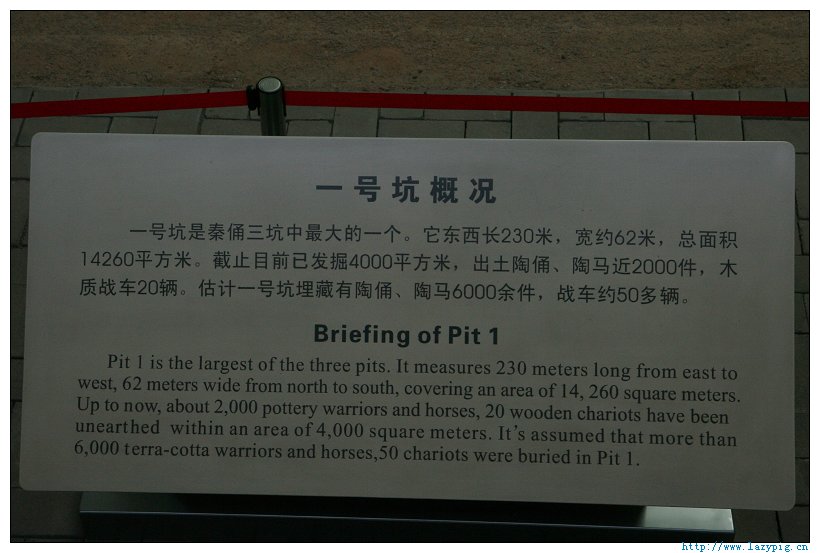 一号坑概况
一号坑是秦俑三坑中最大的一个。它东西长230米，宽约62米，总面积
14260平方米。截止目前已发掘4000平方米，出土陶俑、陶马近2000件，木
质战车20辆。估计一号坑埋藏有陶俑、陶马6000余件，战车约50多辆。
Briefing of Pit 1
Pit 1 is the largest of the three pits. It measures 230 meters long from east to
west, 62 meters wide from north to south, covering an area of 14, 260 square meters.
Up to now, about 2,000 pottery warriors and horses, 20 wooden chariots have been
unearthed within an area of 4,000 square meters. It's assumed that more than
6,000 terra-cotta warriors and horses,50 chariots were buried in Pit 1.
http://www.lazypig.cn